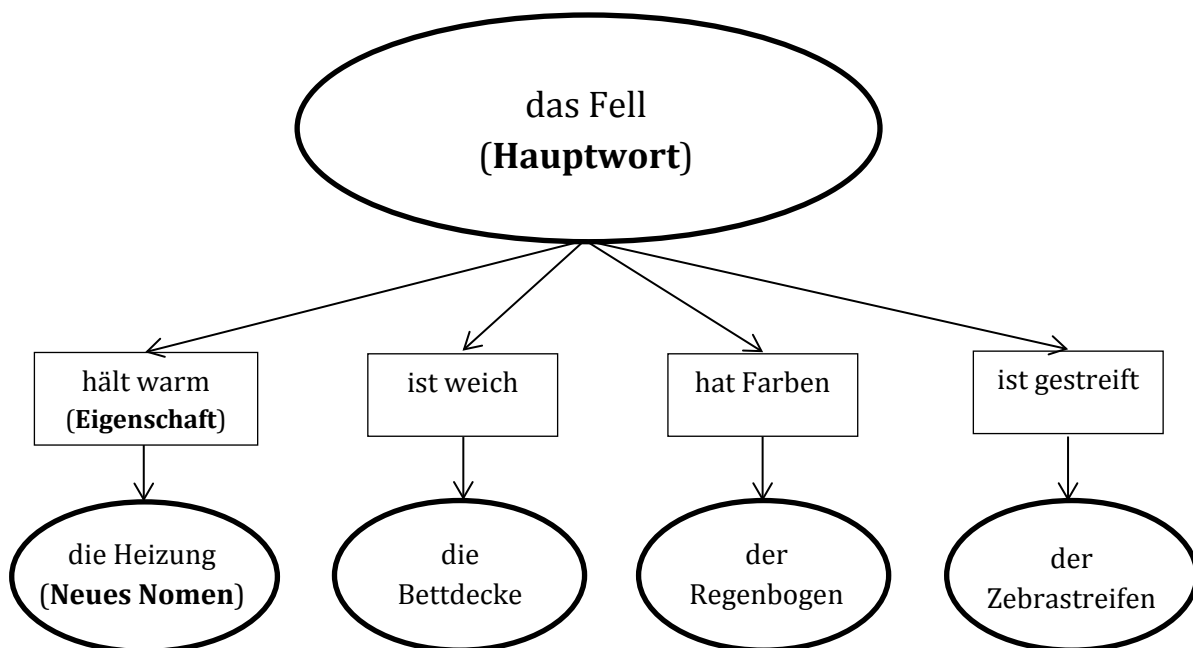 das Fell
(Hauptwort)
hält warm
(Eigenschaft)
ist weich
hat Farben
ist gestreift
die Heizung
(Neues Nomen)
die
Bettdecke
der
Regenbogen
der
Zebrastreifen